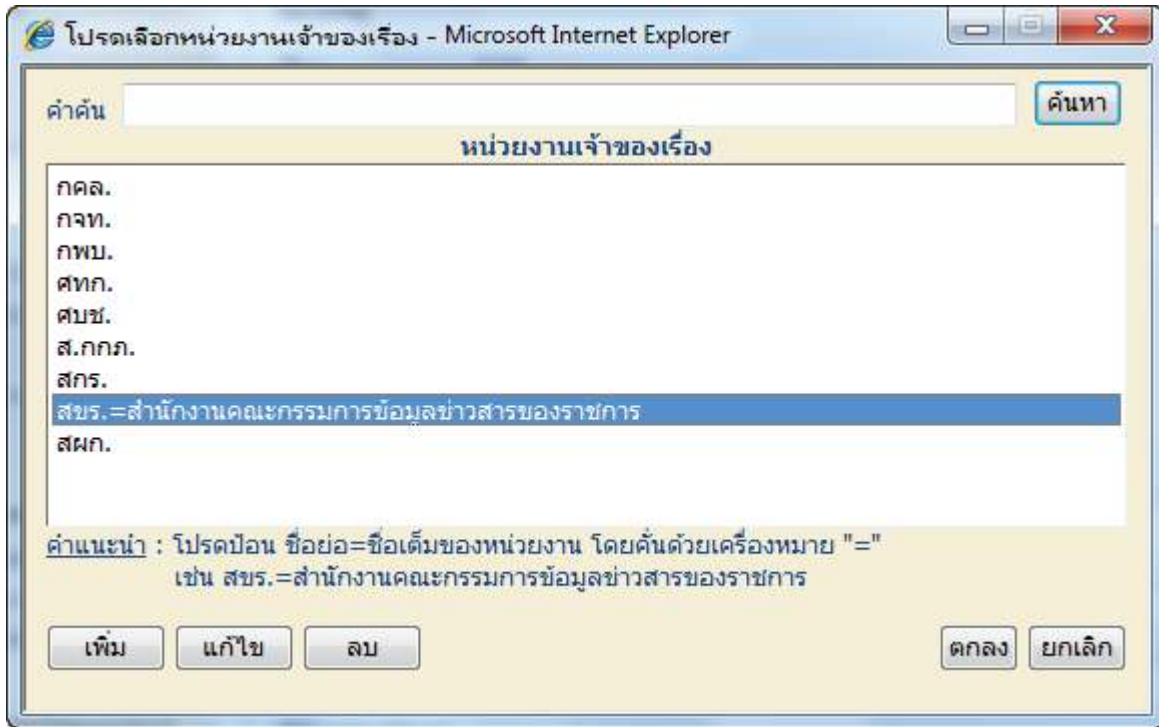 โปรดเลือกหน่วยงานเจ้าของเรื่อง - Microsoft Internet Explorer
คำค้น ค้นหา
หน่วยงานเจ้าของเรื่อง
กคล.
กจท.
กพบ.
ศทก.
ศบช.
ส.กกภ.
สกร.
สขร.=สำนักงานคณะกรรมการข้อมูลข่าวสารของราชการ
สผก.
คำแนะนำ : โปรดป้อน ชื่อย่อ=ชื่อเต็มของหน่วยงาน โดยคั่นด้วยเครื่องหมาย "="
เช่น สขร.=สำนักงานคณะกรรมการข้อมูลข่าวสารของราชการ
เพิ่ม แก้ไข ลบ ตกลง ยกเลิก